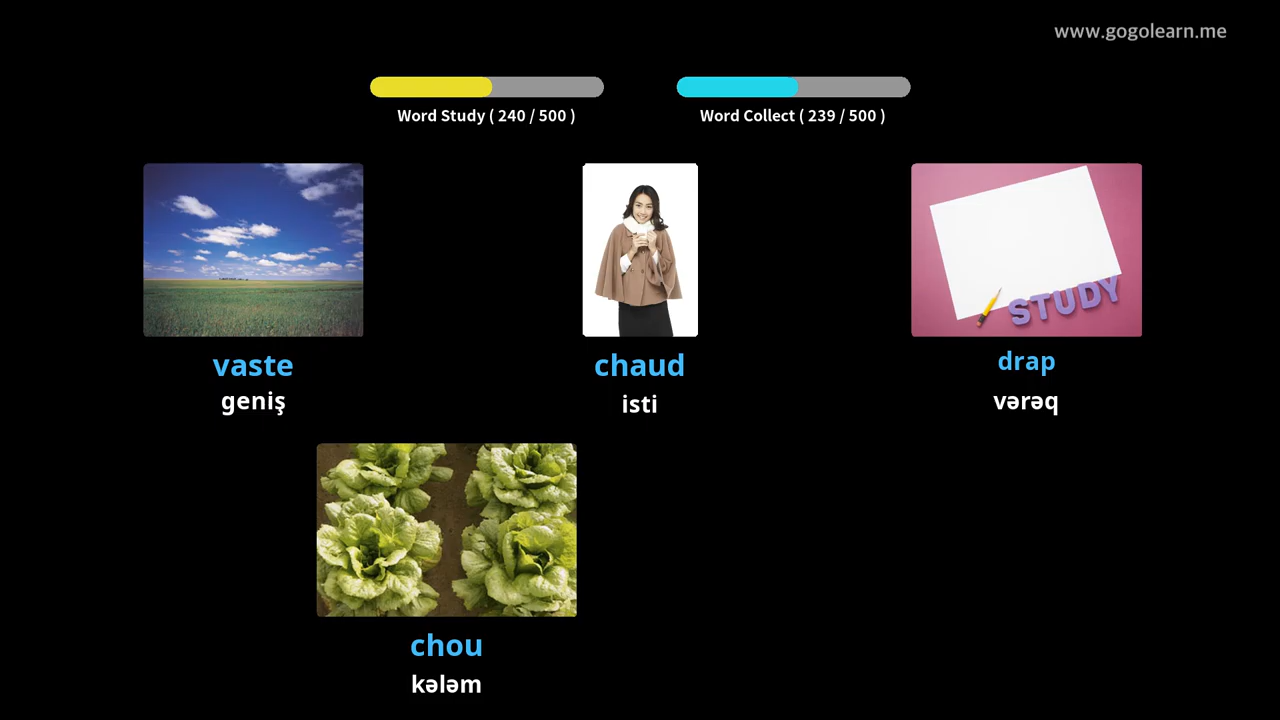 www.gogolearn.me
Word Study ( 240 / 500 )
Word Collect ( 239 / 500 )
STUDY
vaste
geniş
chaud
isti
drap
vərəq
chou
kələm